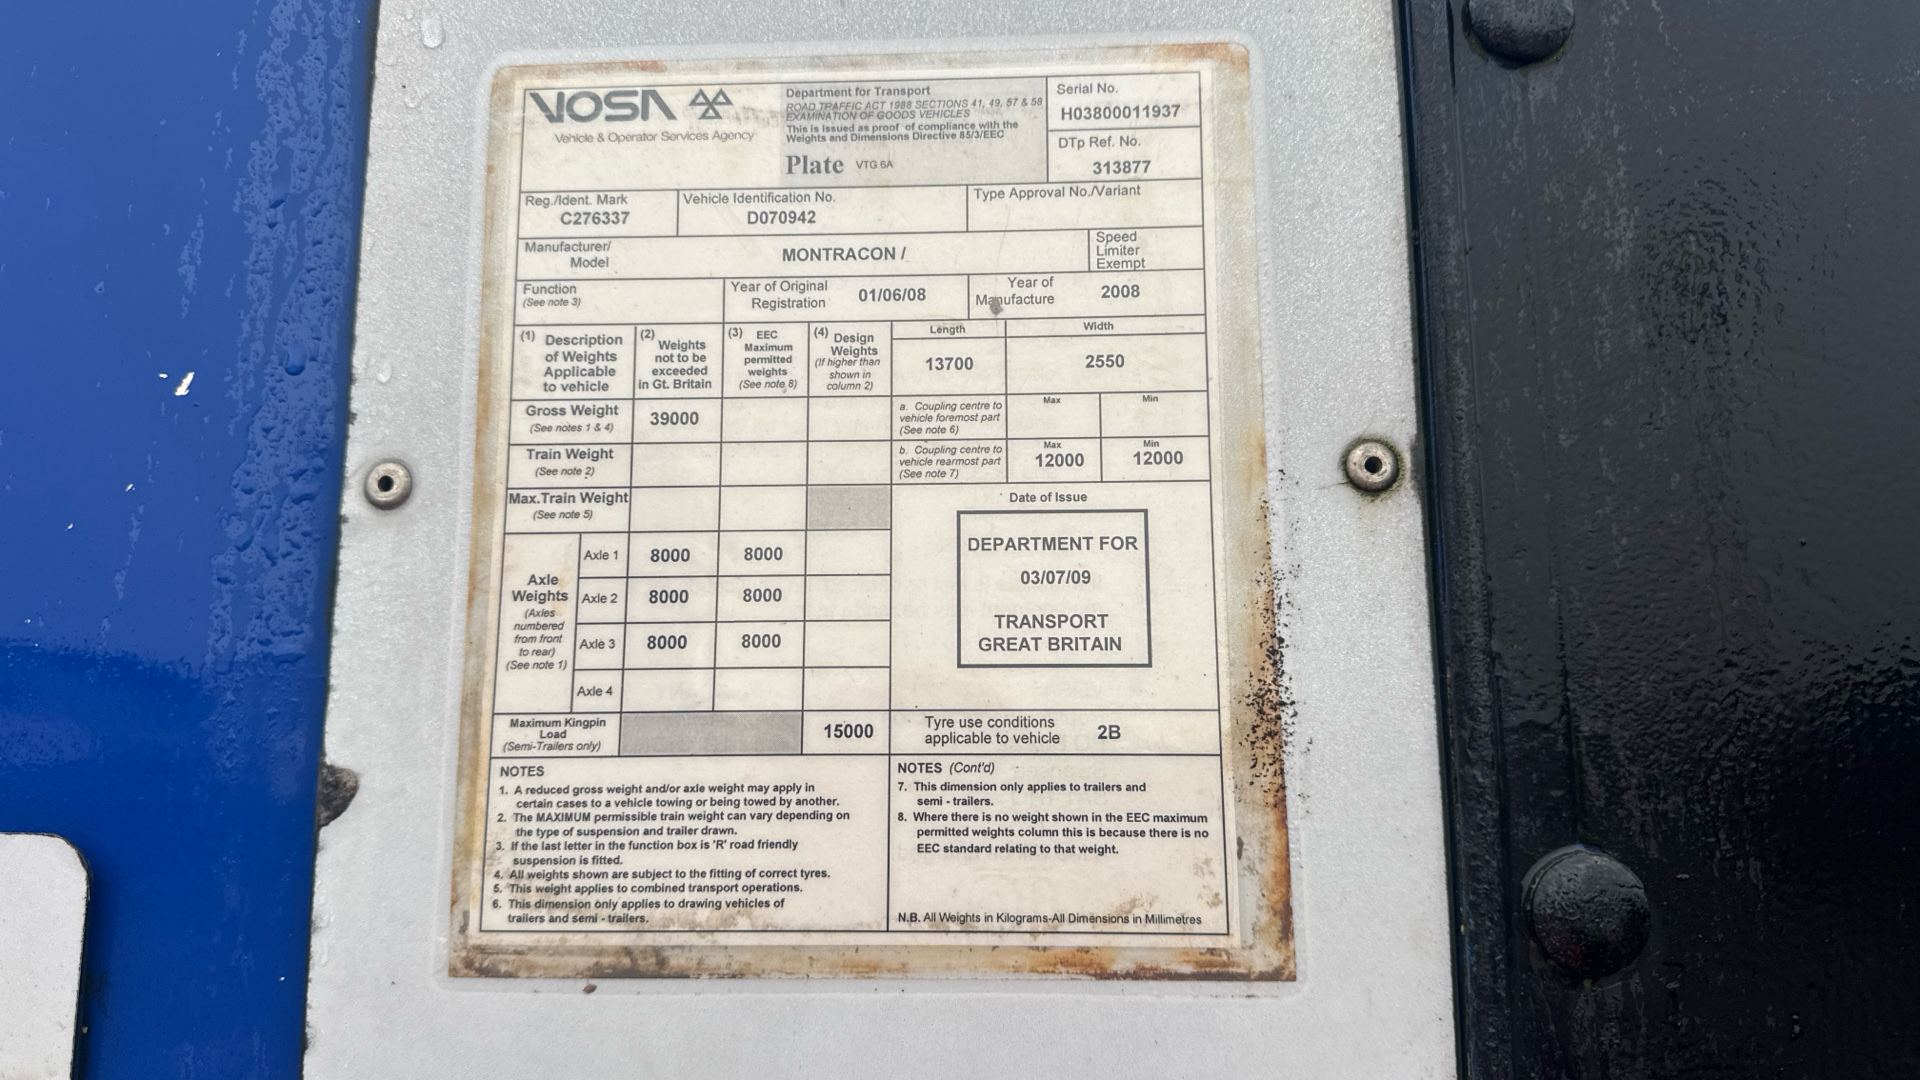 VOSA
Vehicle & Operator Services Agency
Department for Transport
ROAD TRAFFIC ACT 1988 SECTIONS 41, 49, 57 & 58
EXAMINATION OF GOODS VEHICLES
This is issued as proof of compliance with the
Weights and Dimensions Directive 85/3/EEC
Plate VTG 6A
Serial No.
H03800011937
DTp Ref. No.
313877
Reg./Ident. Mark
C276337
Vehicle Identification No.
D070942
Type Approval No./Variant
Manufacturer/
Model
MONTRACON /
Speed
Limiter
Exempt
Function
(See note 3)
Year of Original
Registration
01/06/08
Year of
Manufacture
2008
(1) Description
of Weights
Applicable
to vehicle
(2) Weights
not to be
exceeded
in Gt. Britain
(3) EEC
Maximum
permitted
weights
(See note 8)
(4) Design
Weights
(If higher than
shown in
column 2)
Length
13700
Width
2550
Gross Weight
(See notes 1 & 4)
39000
a. Coupling centre to
vehicle foremost part
(See note 6)
Max
Min
Train Weight
(See note 2)
b. Coupling centre to
vehicle rearmost part
(See note 7)
Max
12000
Min
12000
Max.Train Weight
(See note 5)
Date of Issue
DEPARTMENT FOR
03/07/09
TRANSPORT
GREAT BRITAIN
Axle
Weights
(Axles
numbered
from front
to rear)
(See note 1)
Axle 1 8000 8000
Axle 2 8000 8000
Axle 3 8000 8000
Axle 4
Maximum Kingpin
Load
(Semi-Trailers only)
15000
Tyre use conditions
applicable to vehicle
2B
NOTES
1. A reduced gross weight and/or axle weight may apply in
certain cases to a vehicle towing or being towed by another.
2. The MAXIMUM permissible train weight can vary depending on
the type of suspension and trailer drawn.
3. If the last letter in the function box is 'R' road friendly
suspension is fitted.
4. All weights shown are subject to the fitting of correct tyres.
5. This weight applies to combined transport operations.
6. This dimension only applies to drawing vehicles of
trailers and semi - trailers.
NOTES (Cont'd)
7. This dimension only applies to trailers and
semi - trailers.
8. Where there is no weight shown in the EEC maximum
permitted weights column this is because there is no
EEC standard relating to that weight.
N.B. All Weights in Kilograms-All Dimensions in Millimetres